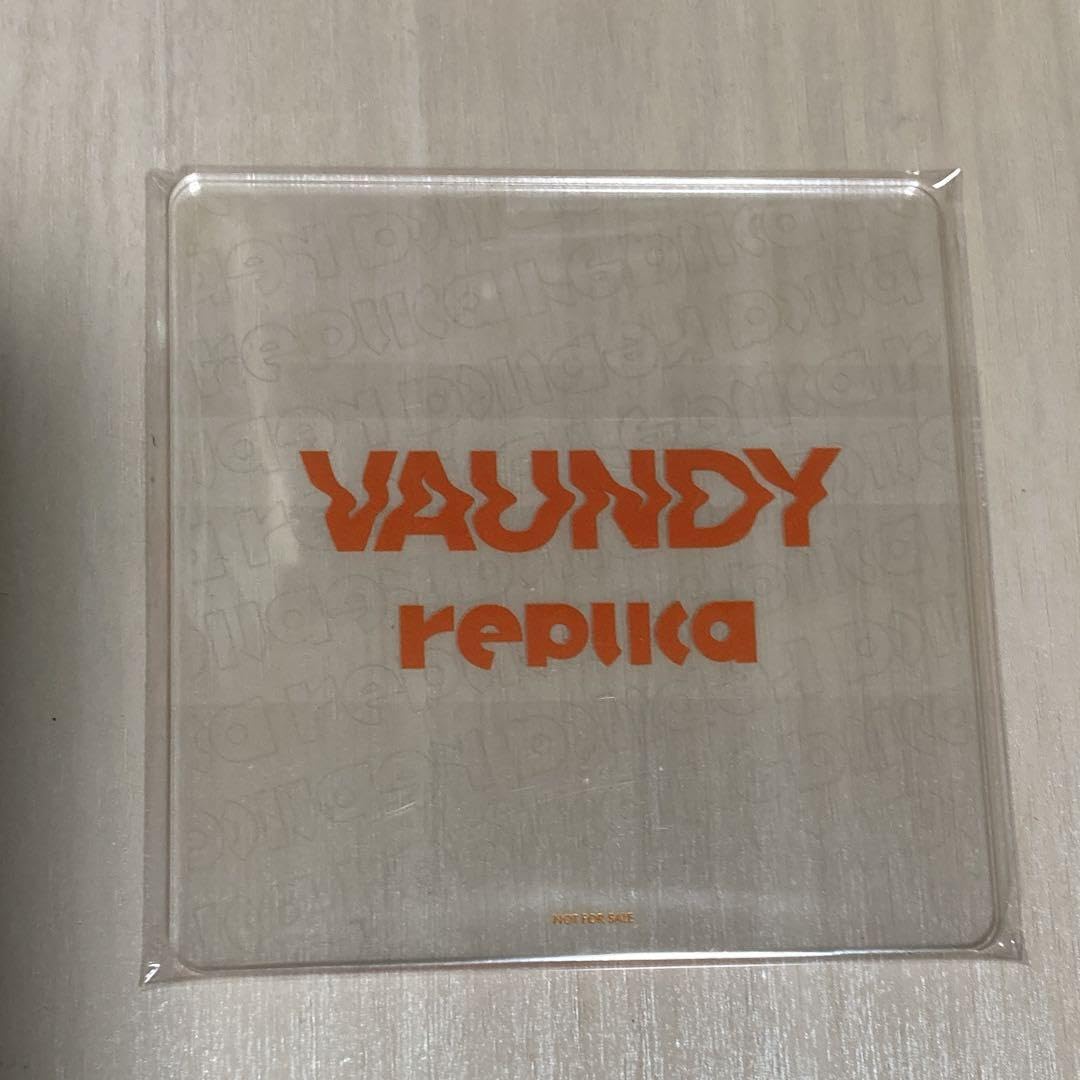 VAUNDY
replica
NOT FOR SALE